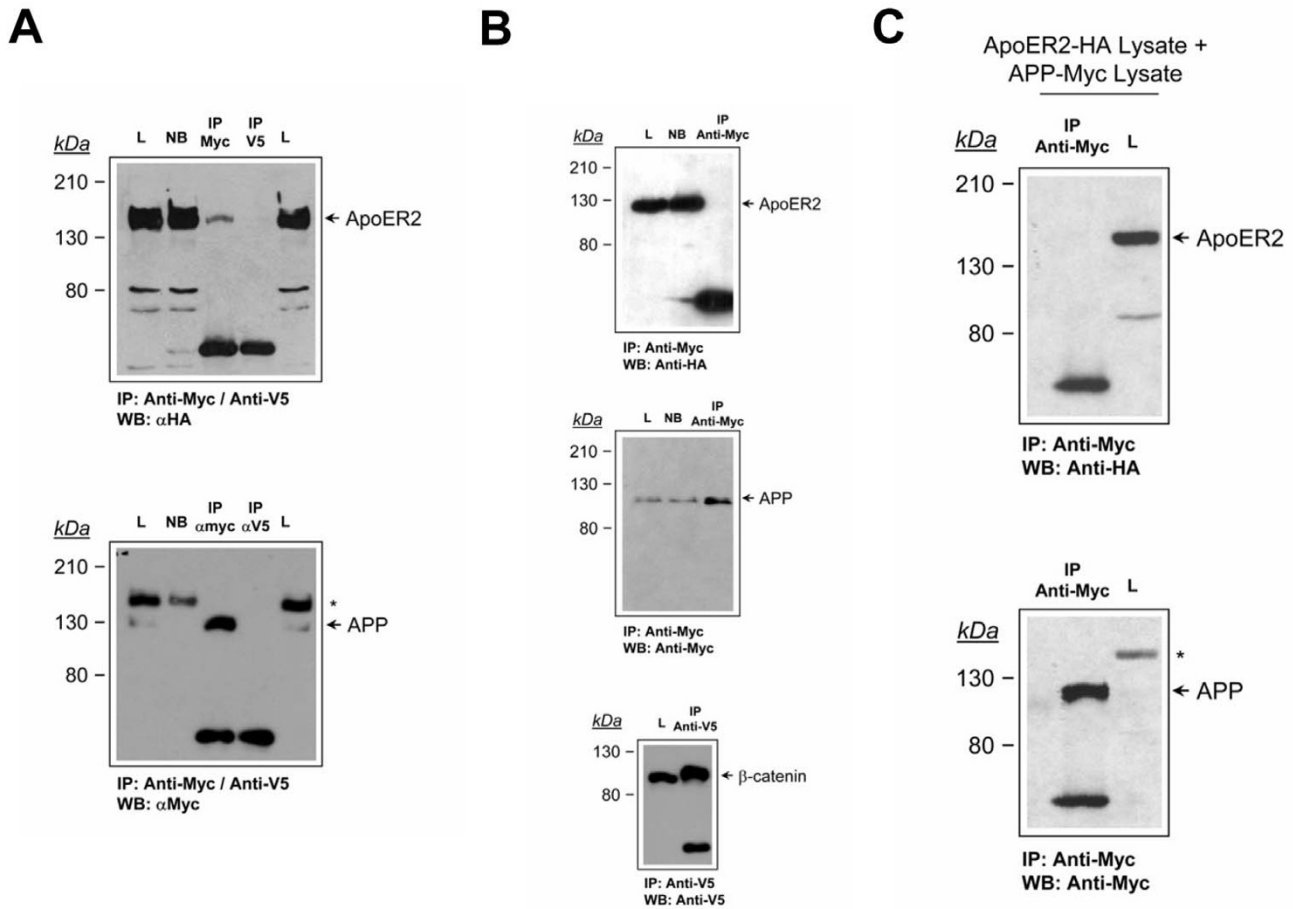 A
kDa
L NB IP Myc IP V5 L
210
130
80
ApoER2
IP: Anti-Myc / Anti-V5
WB: αHA
kDa
L NB IP αmyc IP αV5 L
210
130
80
*
APP
IP: Anti-Myc / Anti-V5
WB: αMyc
B
kDa
L NB IP Anti-Myc
210
130
80
ApoER2
IP: Anti-Myc
WB: Anti-HA
kDa
L NB IP Anti-Myc
210
130
80
APP
IP: Anti-Myc
WB: Anti-Myc
kDa
L IP Anti-V5
130
80
β-catenin
IP: Anti-V5
WB: Anti-V5
C
ApoER2-HA Lysate +
APP-Myc Lysate
kDa
IP Anti-Myc L
210
130
80
ApoER2
IP: Anti-Myc
WB: Anti-HA
kDa
IP Anti-Myc L
130
80
*
APP
IP: Anti-Myc
WB: Anti-Myc